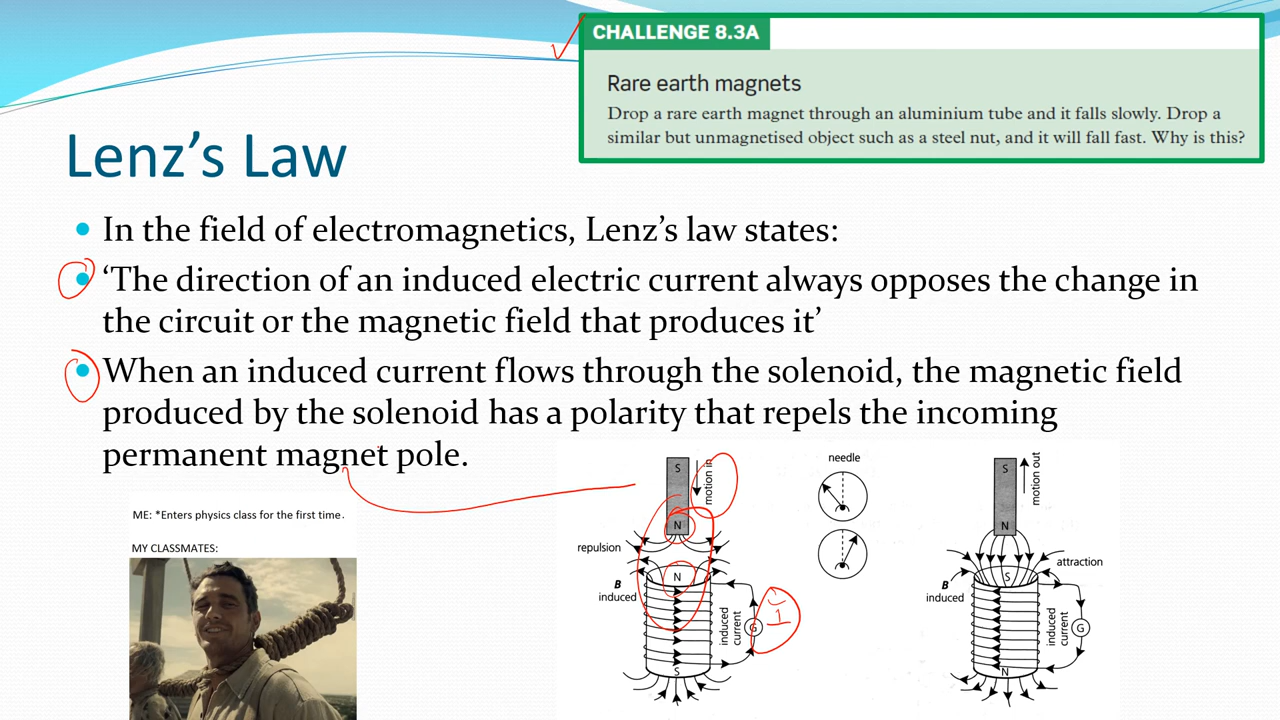 CHALLENGE 8.3A
Rare earth magnets
Drop a rare earth magnet through an aluminium tube and it falls slowly. Drop a
similar but unmagnetised object such as a steel nut, and it will fall fast. Why is this?
Lenz’s Law
• In the field of electromagnetics, Lenz’s law states:
• ‘The direction of an induced electric current always opposes the change in
the circuit or the magnetic field that produces it’
• When an induced current flows through the solenoid, the magnetic field
produced by the solenoid has a polarity that repels the incoming
permanent magnet pole.
ME: *Enters physics class for the first time.
MY CLASSMATES:
S
motion in
N
repulsion
N
B
induced
induced
current
G
S
needle
S
motion out
N
attraction
S
B
induced
induced
current
G
N